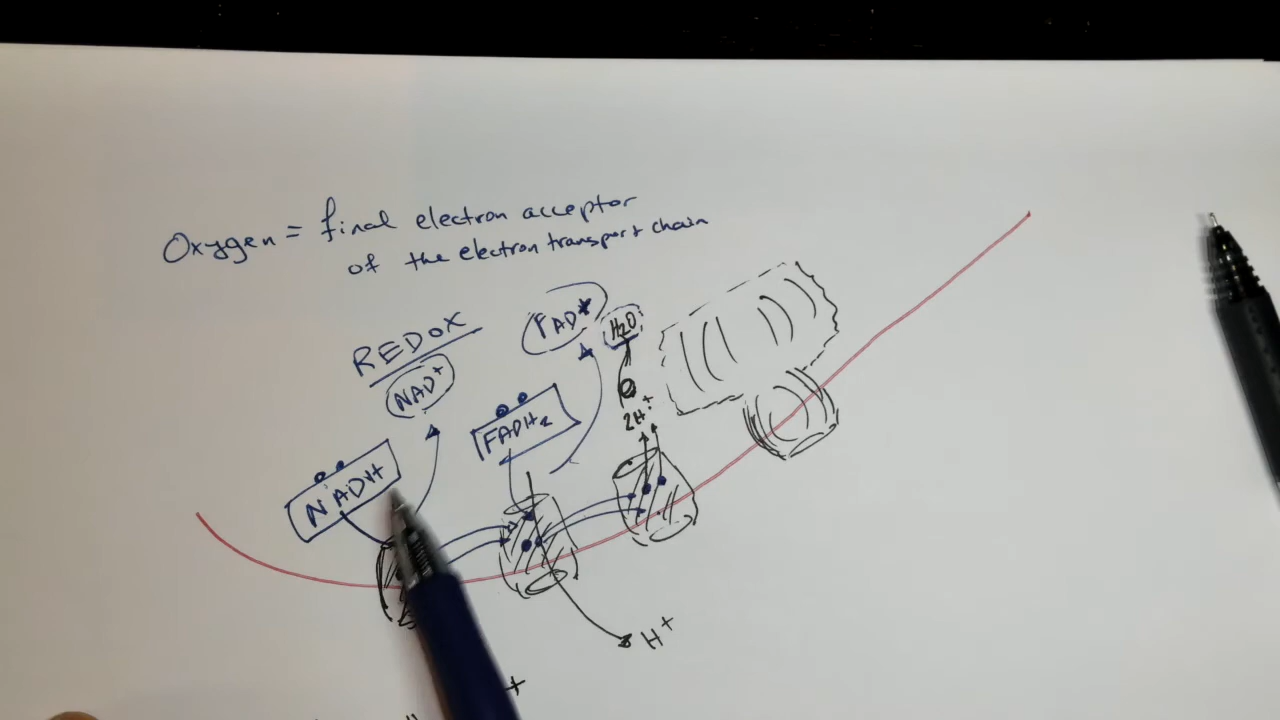 Oxygen = final electron acceptor
of the electron transport chain
REDOX
FAD+
H2O
NAD+
FADH2
2H+
NADH
H+
+